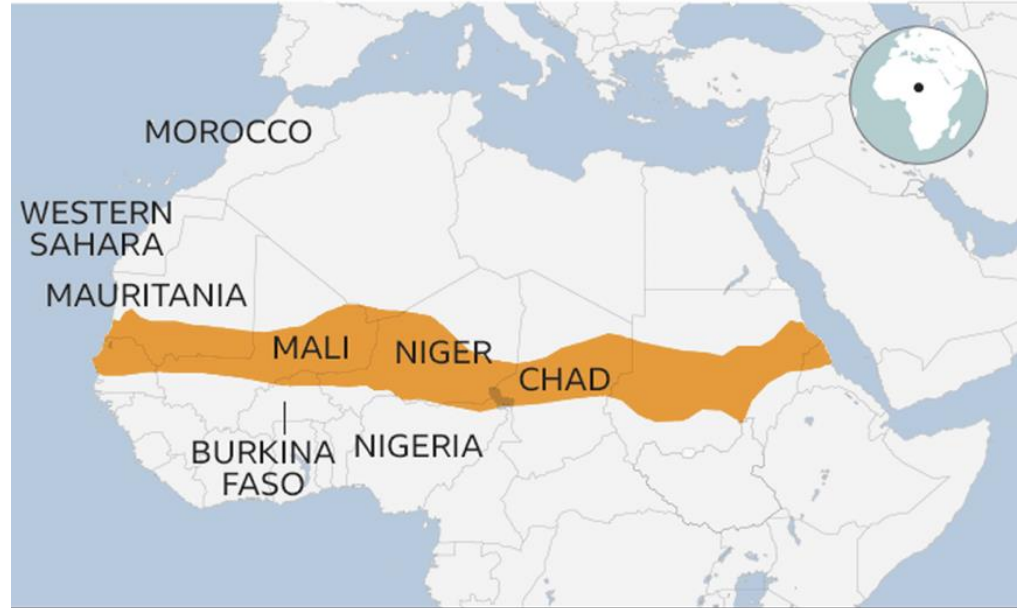 MOROCCO
WESTERN
SAHARA
MAURITANIA
MALI
NIGER
CHAD
BURKINA
FASO
NIGERIA